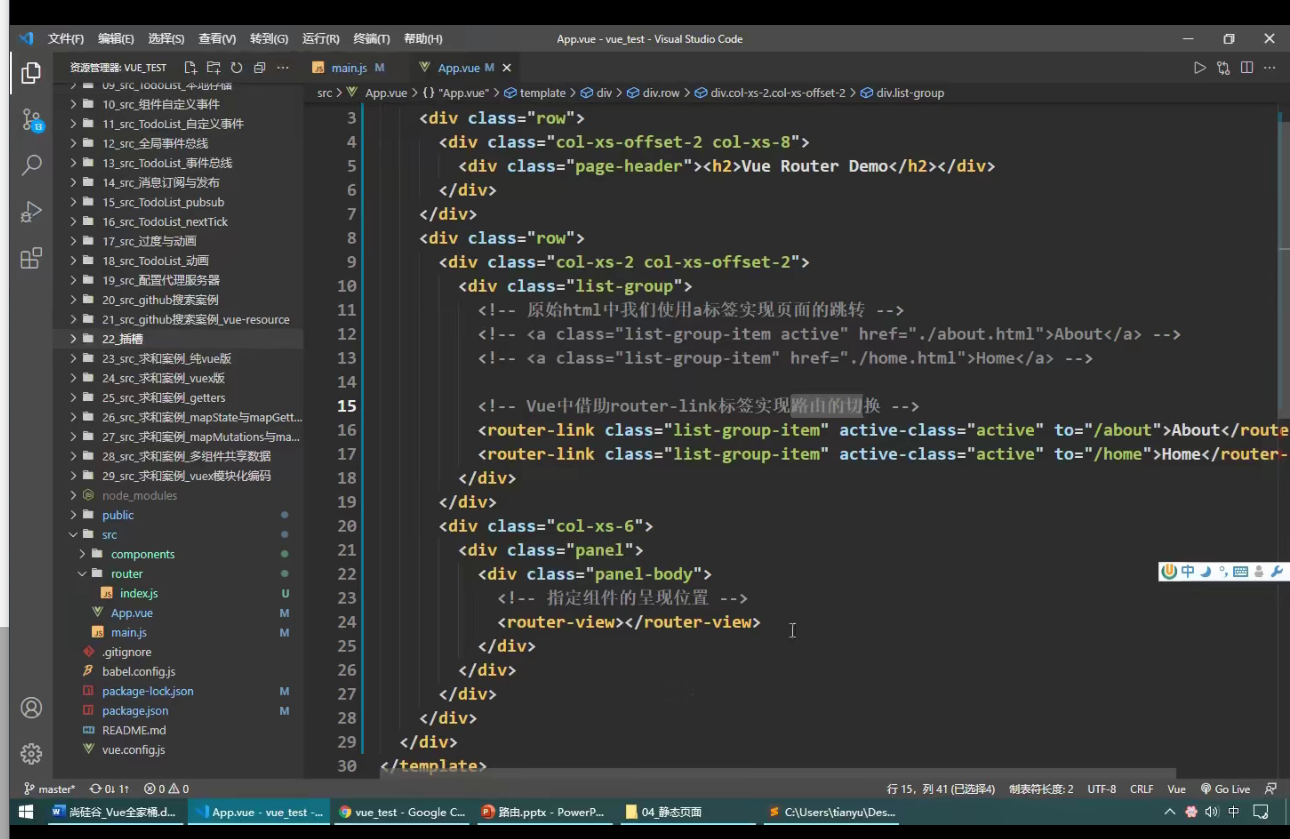 文件(F) 编辑(E) 选择(S) 查看(V) 转到(G) 运行(R) 终端(T) 帮助(H) App.vue - vue_test - Visual Studio Code
资源管理器: VUE_TEST
main.js M App.vue M
src > App.vue > {} "App.vue" > template > div > div.row > div.col-xs-2.col-xs-offset-2 > div.list-group
09_src_TodoList_本地存储
10_src_组件自定义事件
11_src_TodoList_自定义事件
12_src_全局事件总线
13_src_TodoList_事件总线
14_src_消息订阅与发布
15_src_TodoList_pubsub
16_src_TodoList_nextTick
17_src_过度与动画
18_src_TodoList_动画
19_src_配置代理服务器
20_src_github搜索案例
21_src_github搜索案例_vue-resource
22_插槽
23_src_求和案例_纯vue版
24_src_求和案例_vuex版
25_src_求和案例_getters
26_src_求和案例_mapState与mapGett...
27_src_求和案例_mapMutations与ma...
28_src_求和案例_多组件共享数据
29_src_求和案例_vuex模块化编码
node_modules
public
src
components
router
index.js U
App.vue M
main.js M
.gitignore
babel.config.js
package-lock.json M
package.json M
README.md
vue.config.js
13
3 <div class="row">
4 <div class="col-xs-offset-2 col-xs-8">
5 <div class="page-header"><h2>Vue Router Demo</h2></div>
6 </div>
7 </div>
8 <div class="row">
9 <div class="col-xs-2 col-xs-offset-2">
10 <div class="list-group">
11 <!-- 原始html中我们使用a标签实现页面的跳转 -->
12 <!-- <a class="list-group-item active" href="./about.html">About</a> -->
13 <!-- <a class="list-group-item" href="./home.html">Home</a> -->
14
15 <!-- Vue中借助router-link标签实现路由的切换 -->
16 <router-link class="list-group-item" active-class="active" to="/about">About</route
17 <router-link class="list-group-item" active-class="active" to="/home">Home</router-
18 </div>
19 </div>
20 <div class="col-xs-6">
21 <div class="panel">
22 <div class="panel-body">
23 <!-- 指定组件的呈现位置 -->
24 <router-view></router-view>
25 </div>
26 </div>
27 </div>
28 </div>
29 </div>
30 </template>
中
master* 0↓ 1↑ 0 0 行 15，列 41 (已选择4) 制表符长度: 2 UTF-8 CRLF Vue Go Live
尚硅谷_Vue全家桶.d... App.vue - vue_test -... vue_test - Google C... 路由.pptx - PowerP... 04_静态页面 C:\Users\tianyu\Des... 中